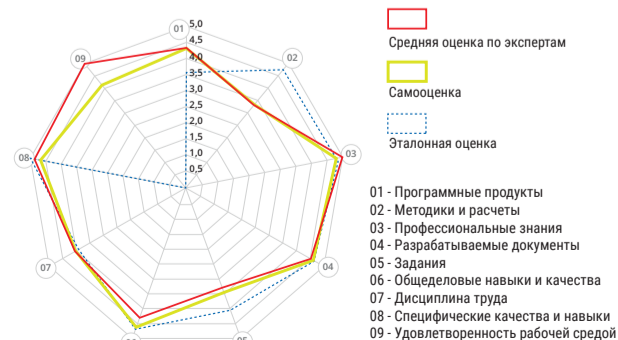 01
5,0
4,5
4,0
3,5
3,0
2,5
2,0
1,5
1,0
0,5
02
03
04
05
06
07
08
09
Средняя оценка по экспертам
Самооценка
Эталонная оценка
01 - Программные продукты
02 - Методики и расчеты
03 - Профессиональные знания
04 - Разрабатываемые документы
05 - Задания
06 - Общеделовые навыки и качества
07 - Дисциплина труда
08 - Специфические качества и навыки
09 - Удовлетворенность рабочей средой